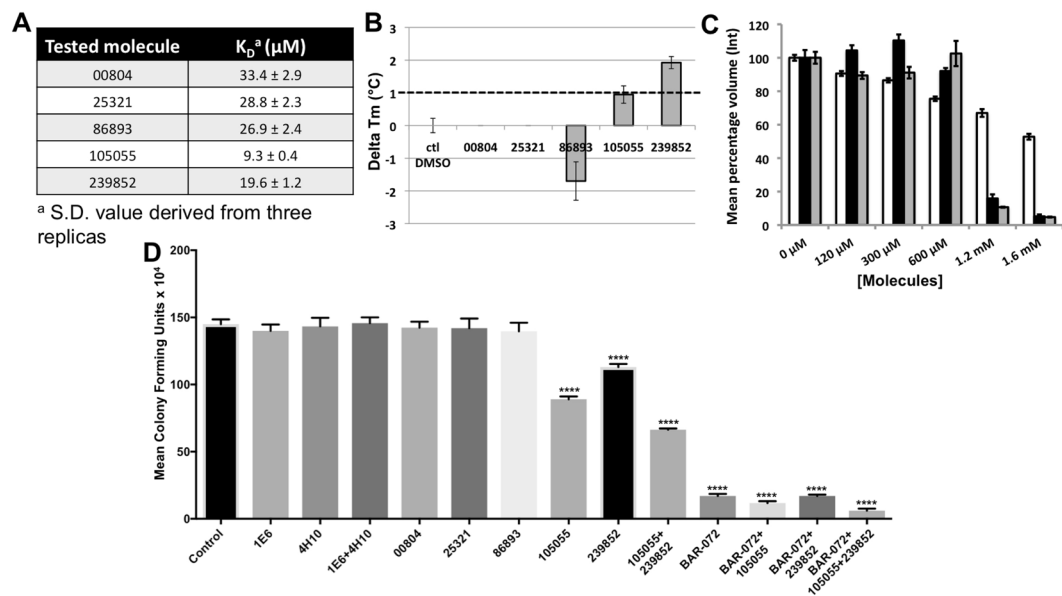 A
Tested molecule K_D^a (µM)
00804 33.4 ± 2.9
25321 28.8 ± 2.3
86893 26.9 ± 2.4
105055 9.3 ± 0.4
239852 19.6 ± 1.2
ᵃ S.D. value derived from three
replicas
B
Delta Tm (°C)
3
2
1
0
-1
-2
-3
ctl
DMSO
00804
25321
86893
105055
239852
C
Mean percentage volume (Int)
120
100
80
60
40
20
0
0 µM
120 µM
300 µM
600 µM
1.2 mM
1.6 mM
[Molecules]
D
Mean Colony Forming Units x 10⁴
200
150
100
50
0
****
****
****
****
****
****
****
Control
1E6
4H10
1E6+4H10
00804
25321
86893
105055
239852
105055+
239852
BAR-072
BAR-072+
105055
BAR-072+
239852
BAR-072+
105055+239852